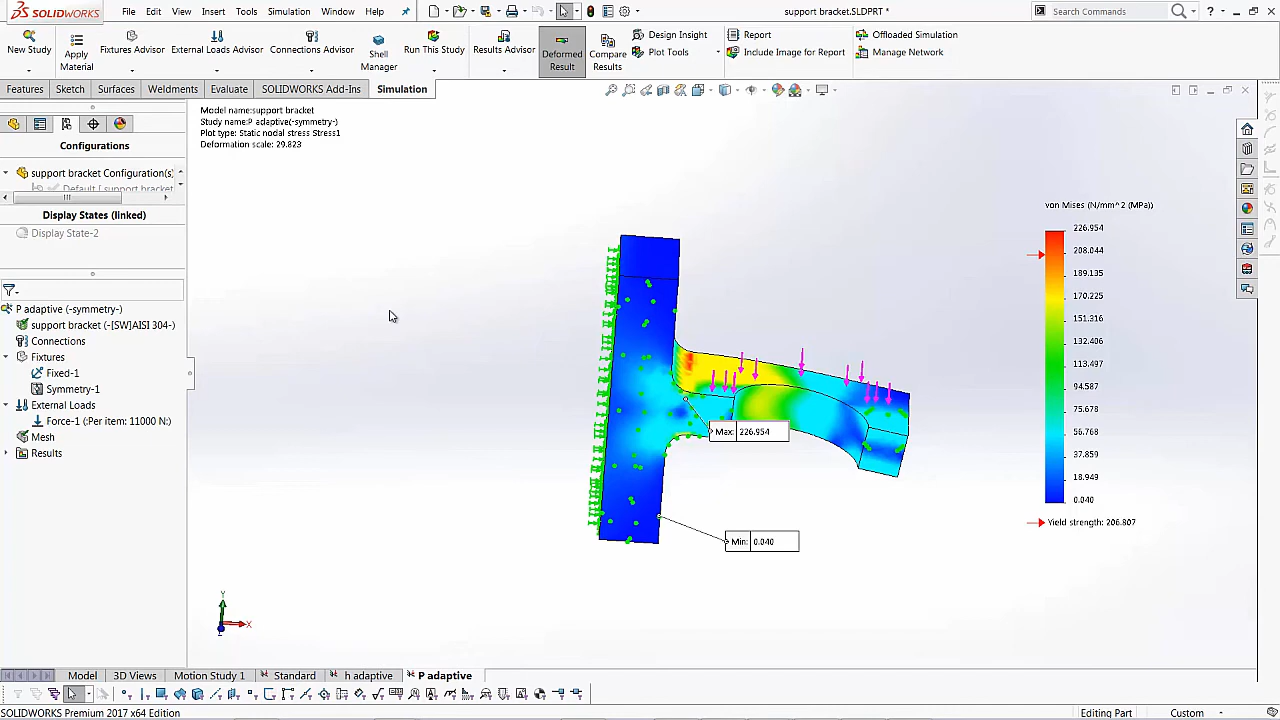 SOLIDWORKS File Edit View Insert Tools Simulation Window Help support bracket.SLDPRT * Search Commands ?
New Study Apply Material Fixtures Advisor External Loads Advisor Connections Advisor Shell Manager Run This Study Results Advisor Deformed Result Compare Results
Design Insight Report Offloaded Simulation
Plot Tools Include Image for Report Manage Network
Features Sketch Surfaces Weldments Evaluate SOLIDWORKS Add-Ins Simulation
Model name:support bracket
Study name:P adaptive(-symmetry-)
Plot type: Static nodal stress Stress1
Deformation scale: 29.823
Configurations
support bracket Configuration(s)
Default [ support bracket
Display States (linked)
Display State-2
P adaptive (-symmetry-)
support bracket (-[SW]AISI 304-)
Connections
Fixtures
Fixed-1
Symmetry-1
External Loads
Force-1 (Per item: 11000 N:)
Mesh
Results
Max: 226.954
Min: 0.040
von Mises (N/mm^2 (MPa))
226.954
208.044
189.135
170.225
151.316
132.406
113.497
94.587
75.678
56.768
37.859
18.949
0.040
Yield strength: 206.807
Y
X
Z
Model 3D Views Motion Study 1 Standard h adaptive P adaptive
SOLIDWORKS Premium 2017 x64 Edition Editing Part Custom